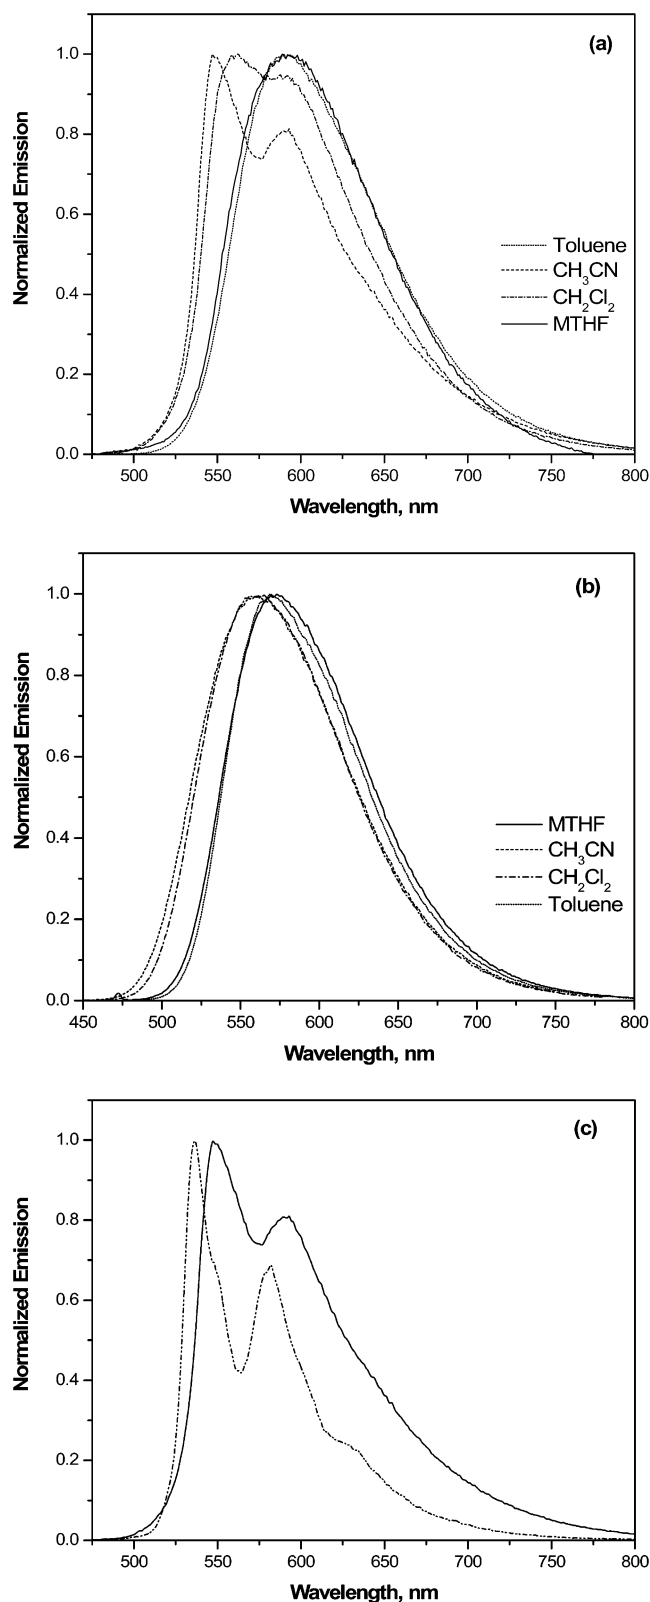 (a)
1.0
0.8
0.6
0.4
0.2
0.0
Normalized Emission
Toluene
CH3CN
CH2Cl2
MTHF
500 550 600 650 700 750 800
Wavelength, nm
(b)
1.0
0.8
0.6
0.4
0.2
0.0
Normalized Emission
MTHF
CH3CN
CH2Cl2
Toluene
450 500 550 600 650 700 750 800
Wavelength, nm
(c)
1.0
0.8
0.6
0.4
0.2
0.0
Normalized Emission
500 550 600 650 700 750 800
Wavelength, nm